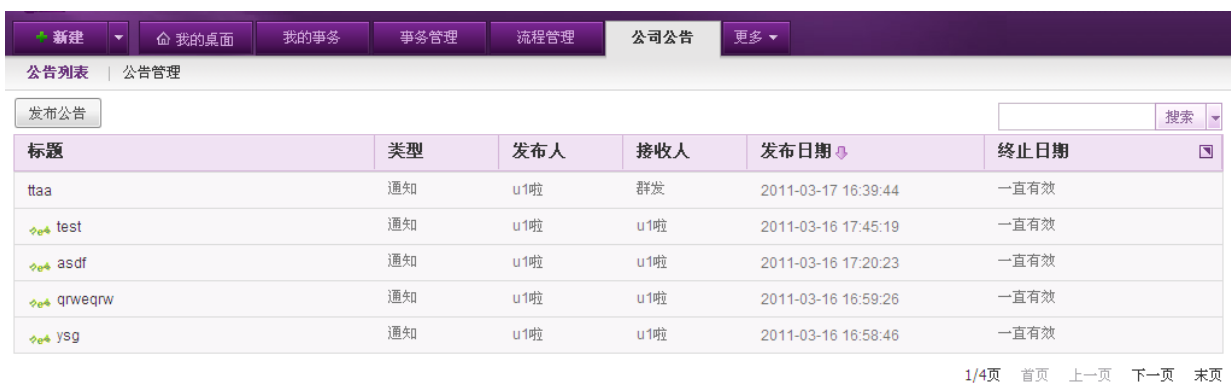 新建 我的桌面 我的事务 事务管理 流程管理 公司公告 更多
公告列表 | 公告管理
发布公告 搜索
标题 类型 发布人 接收人 发布日期 终止日期
ttaa 通知 u1啦 群发 2011-03-17 16:39:44 一直有效
new test 通知 u1啦 u1啦 2011-03-16 17:45:19 一直有效
new asdf 通知 u1啦 u1啦 2011-03-16 17:20:23 一直有效
new qrweqrw 通知 u1啦 u1啦 2011-03-16 16:59:26 一直有效
new ysg 通知 u1啦 u1啦 2011-03-16 16:58:46 一直有效
1/4页 首页 上一页 下一页 末页